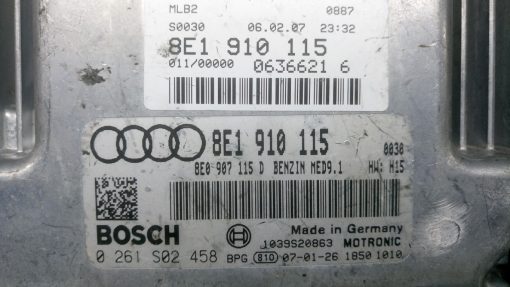 MLB2 0887
S0030 06.02.07 23:32
8E1 910 115
011/00000 0636621 6
8E1 910 115 0030
8E0 907 115 D BENZIN MED9.1 HW: H15
BOSCH Made in Germany
1039S20863 MOTRONIC
0 261 S02 458 BPG 810 07-01-26 1850 1010